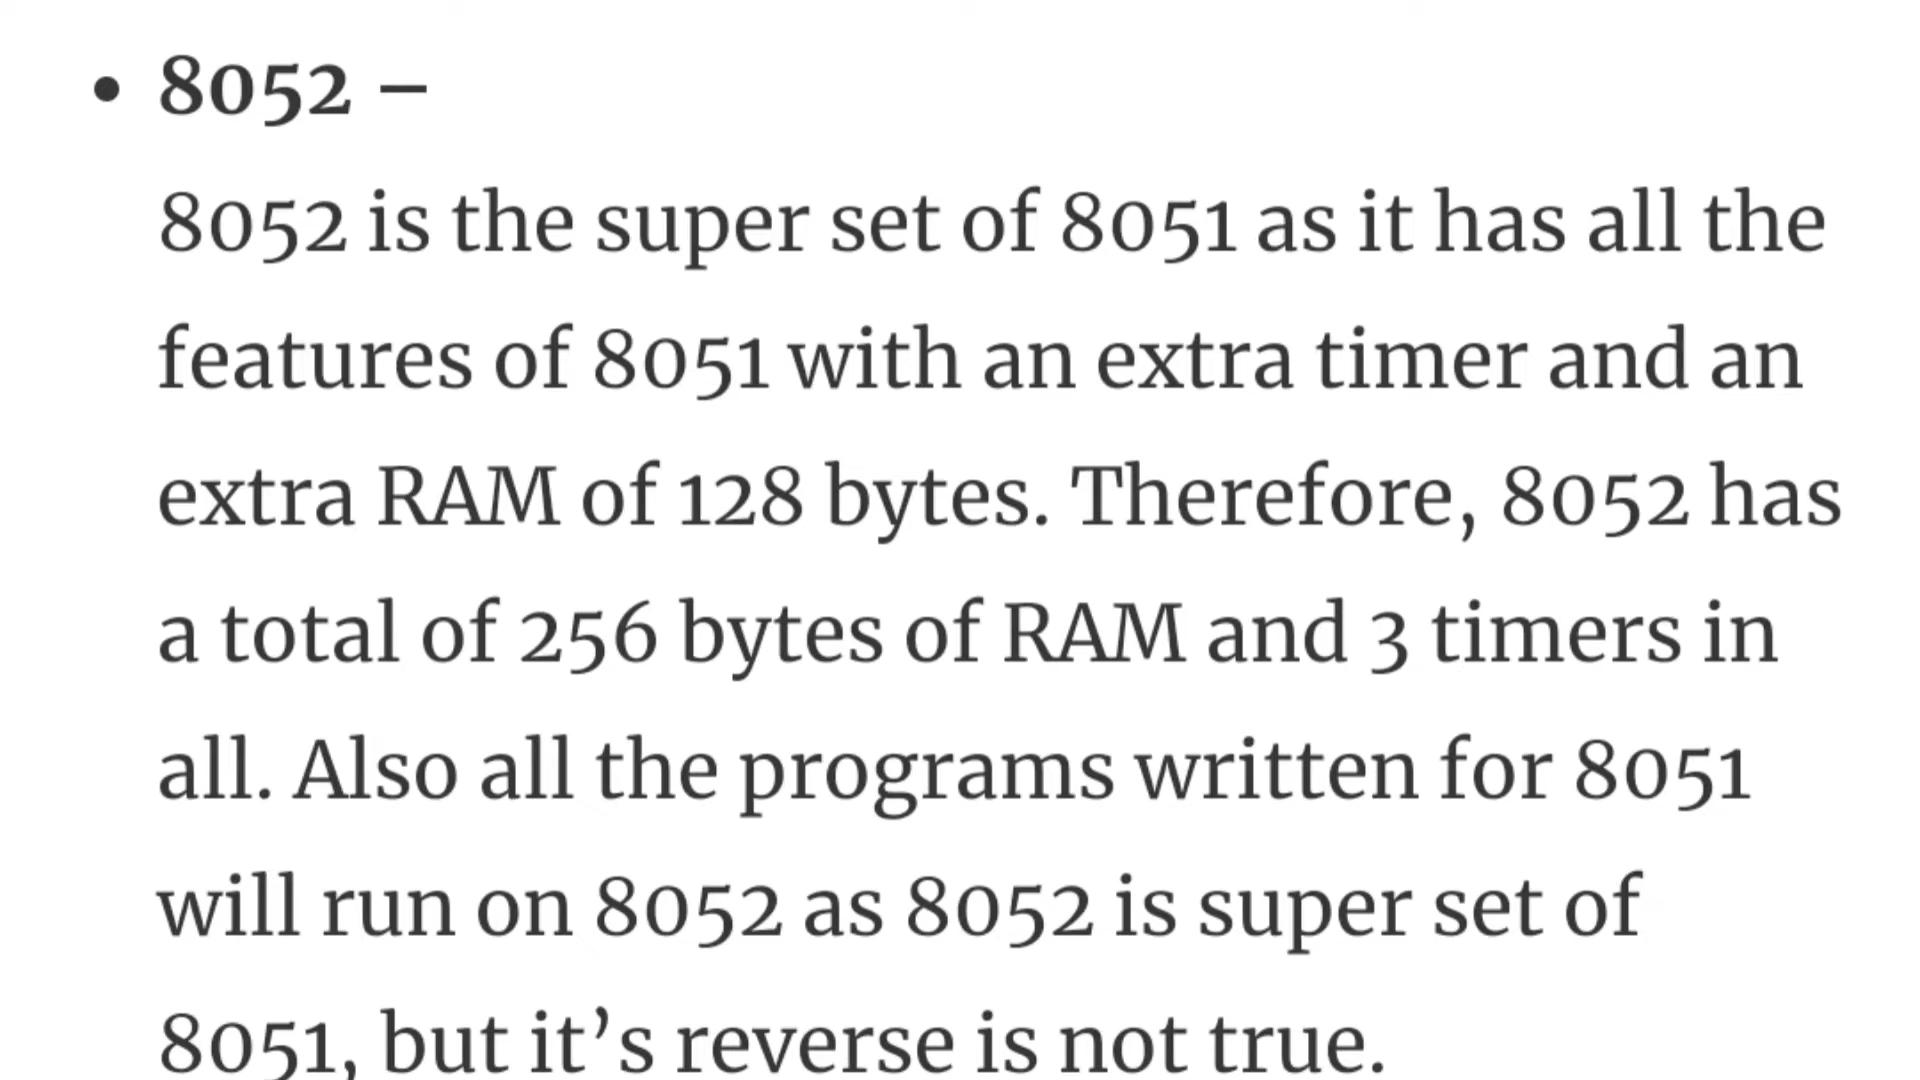 • 8052 –
8052 is the super set of 8051 as it has all the
features of 8051 with an extra timer and an
extra RAM of 128 bytes. Therefore, 8052 has
a total of 256 bytes of RAM and 3 timers in
all. Also all the programs written for 8051
will run on 8052 as 8052 is super set of
8051, but it’s reverse is not true.